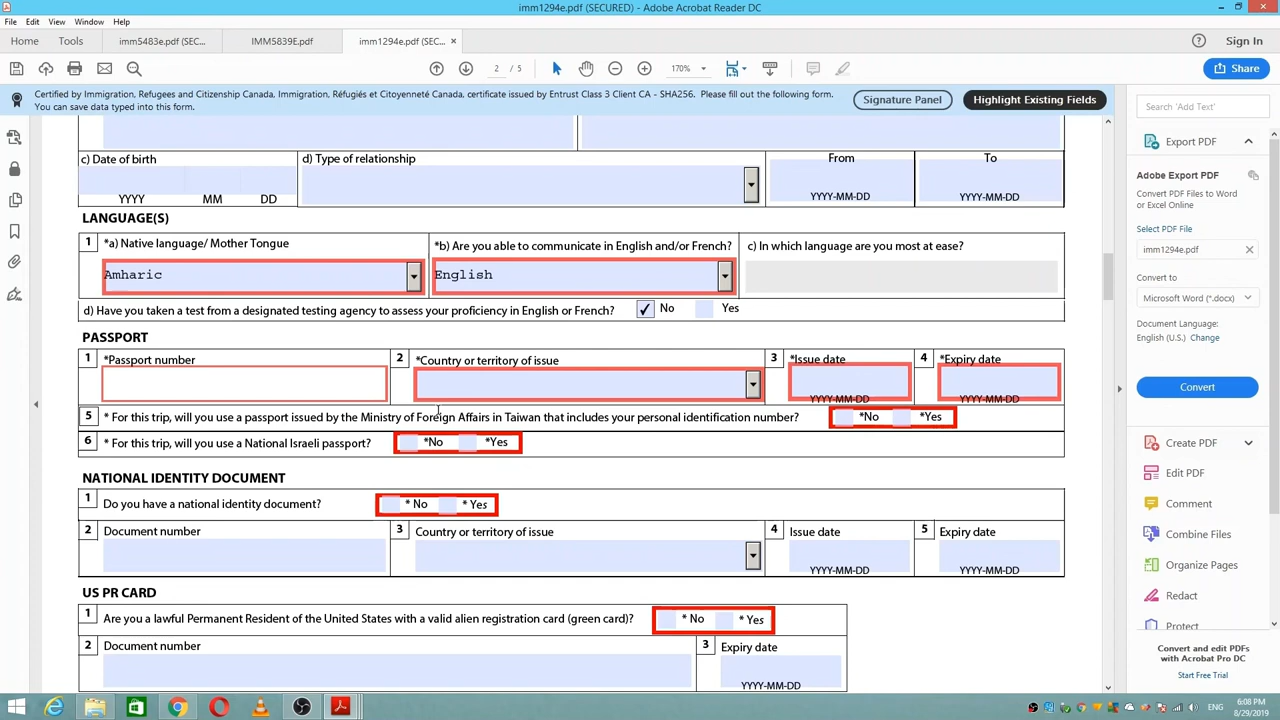 imm1294e.pdf (SECURED) - Adobe Acrobat Reader DC
File Edit View Window Help
Home Tools imm5483e.pdf (SEC... IMM5839E.pdf imm1294e.pdf (SEC... × Sign In
2 / 5 170% Share
Certified by Immigration, Refugees and Citizenship Canada, Immigration, Réfugiés et Citoyenneté Canada, certificate issued by Entrust Class 3 Client CA - SHA256. Please fill out the following form.
You can save data typed into this form.
Signature Panel Highlight Existing Fields
c) Date of birth d) Type of relationship From To
YYYY MM DD YYYY-MM-DD YYYY-MM-DD
LANGUAGE(S)
1 *a) Native language/ Mother Tongue *b) Are you able to communicate in English and/or French? c) In which language are you most at ease?
Amharic English
d) Have you taken a test from a designated testing agency to assess your proficiency in English or French? No Yes
PASSPORT
1 *Passport number 2 *Country or territory of issue 3 *Issue date 4 *Expiry date
YYYY-MM-DD YYYY-MM-DD
5 * For this trip, will you use a passport issued by the Ministry of Foreign Affairs in Taiwan that includes your personal identification number? *No *Yes
6 * For this trip, will you use a National Israeli passport? *No *Yes
NATIONAL IDENTITY DOCUMENT
1 Do you have a national identity document? * No * Yes
2 Document number 3 Country or territory of issue 4 Issue date 5 Expiry date
YYYY-MM-DD YYYY-MM-DD
US PR CARD
1 Are you a lawful Permanent Resident of the United States with a valid alien registration card (green card)? * No * Yes
2 Document number 3 Expiry date
YYYY-MM-DD
Search 'Add Text'
Export PDF
Adobe Export PDF
Convert PDF Files to Word
or Excel Online
Select PDF File
imm1294e.pdf ×
Convert to
Microsoft Word (*.docx)
Document Language:
English (U.S.) Change
Convert
Create PDF
Edit PDF
Comment
Combine Files
Organize Pages
Redact
Protect
Convert and edit PDFs
with Acrobat Pro DC
Start Free Trial
ENG
6:08 PM
8/29/2019